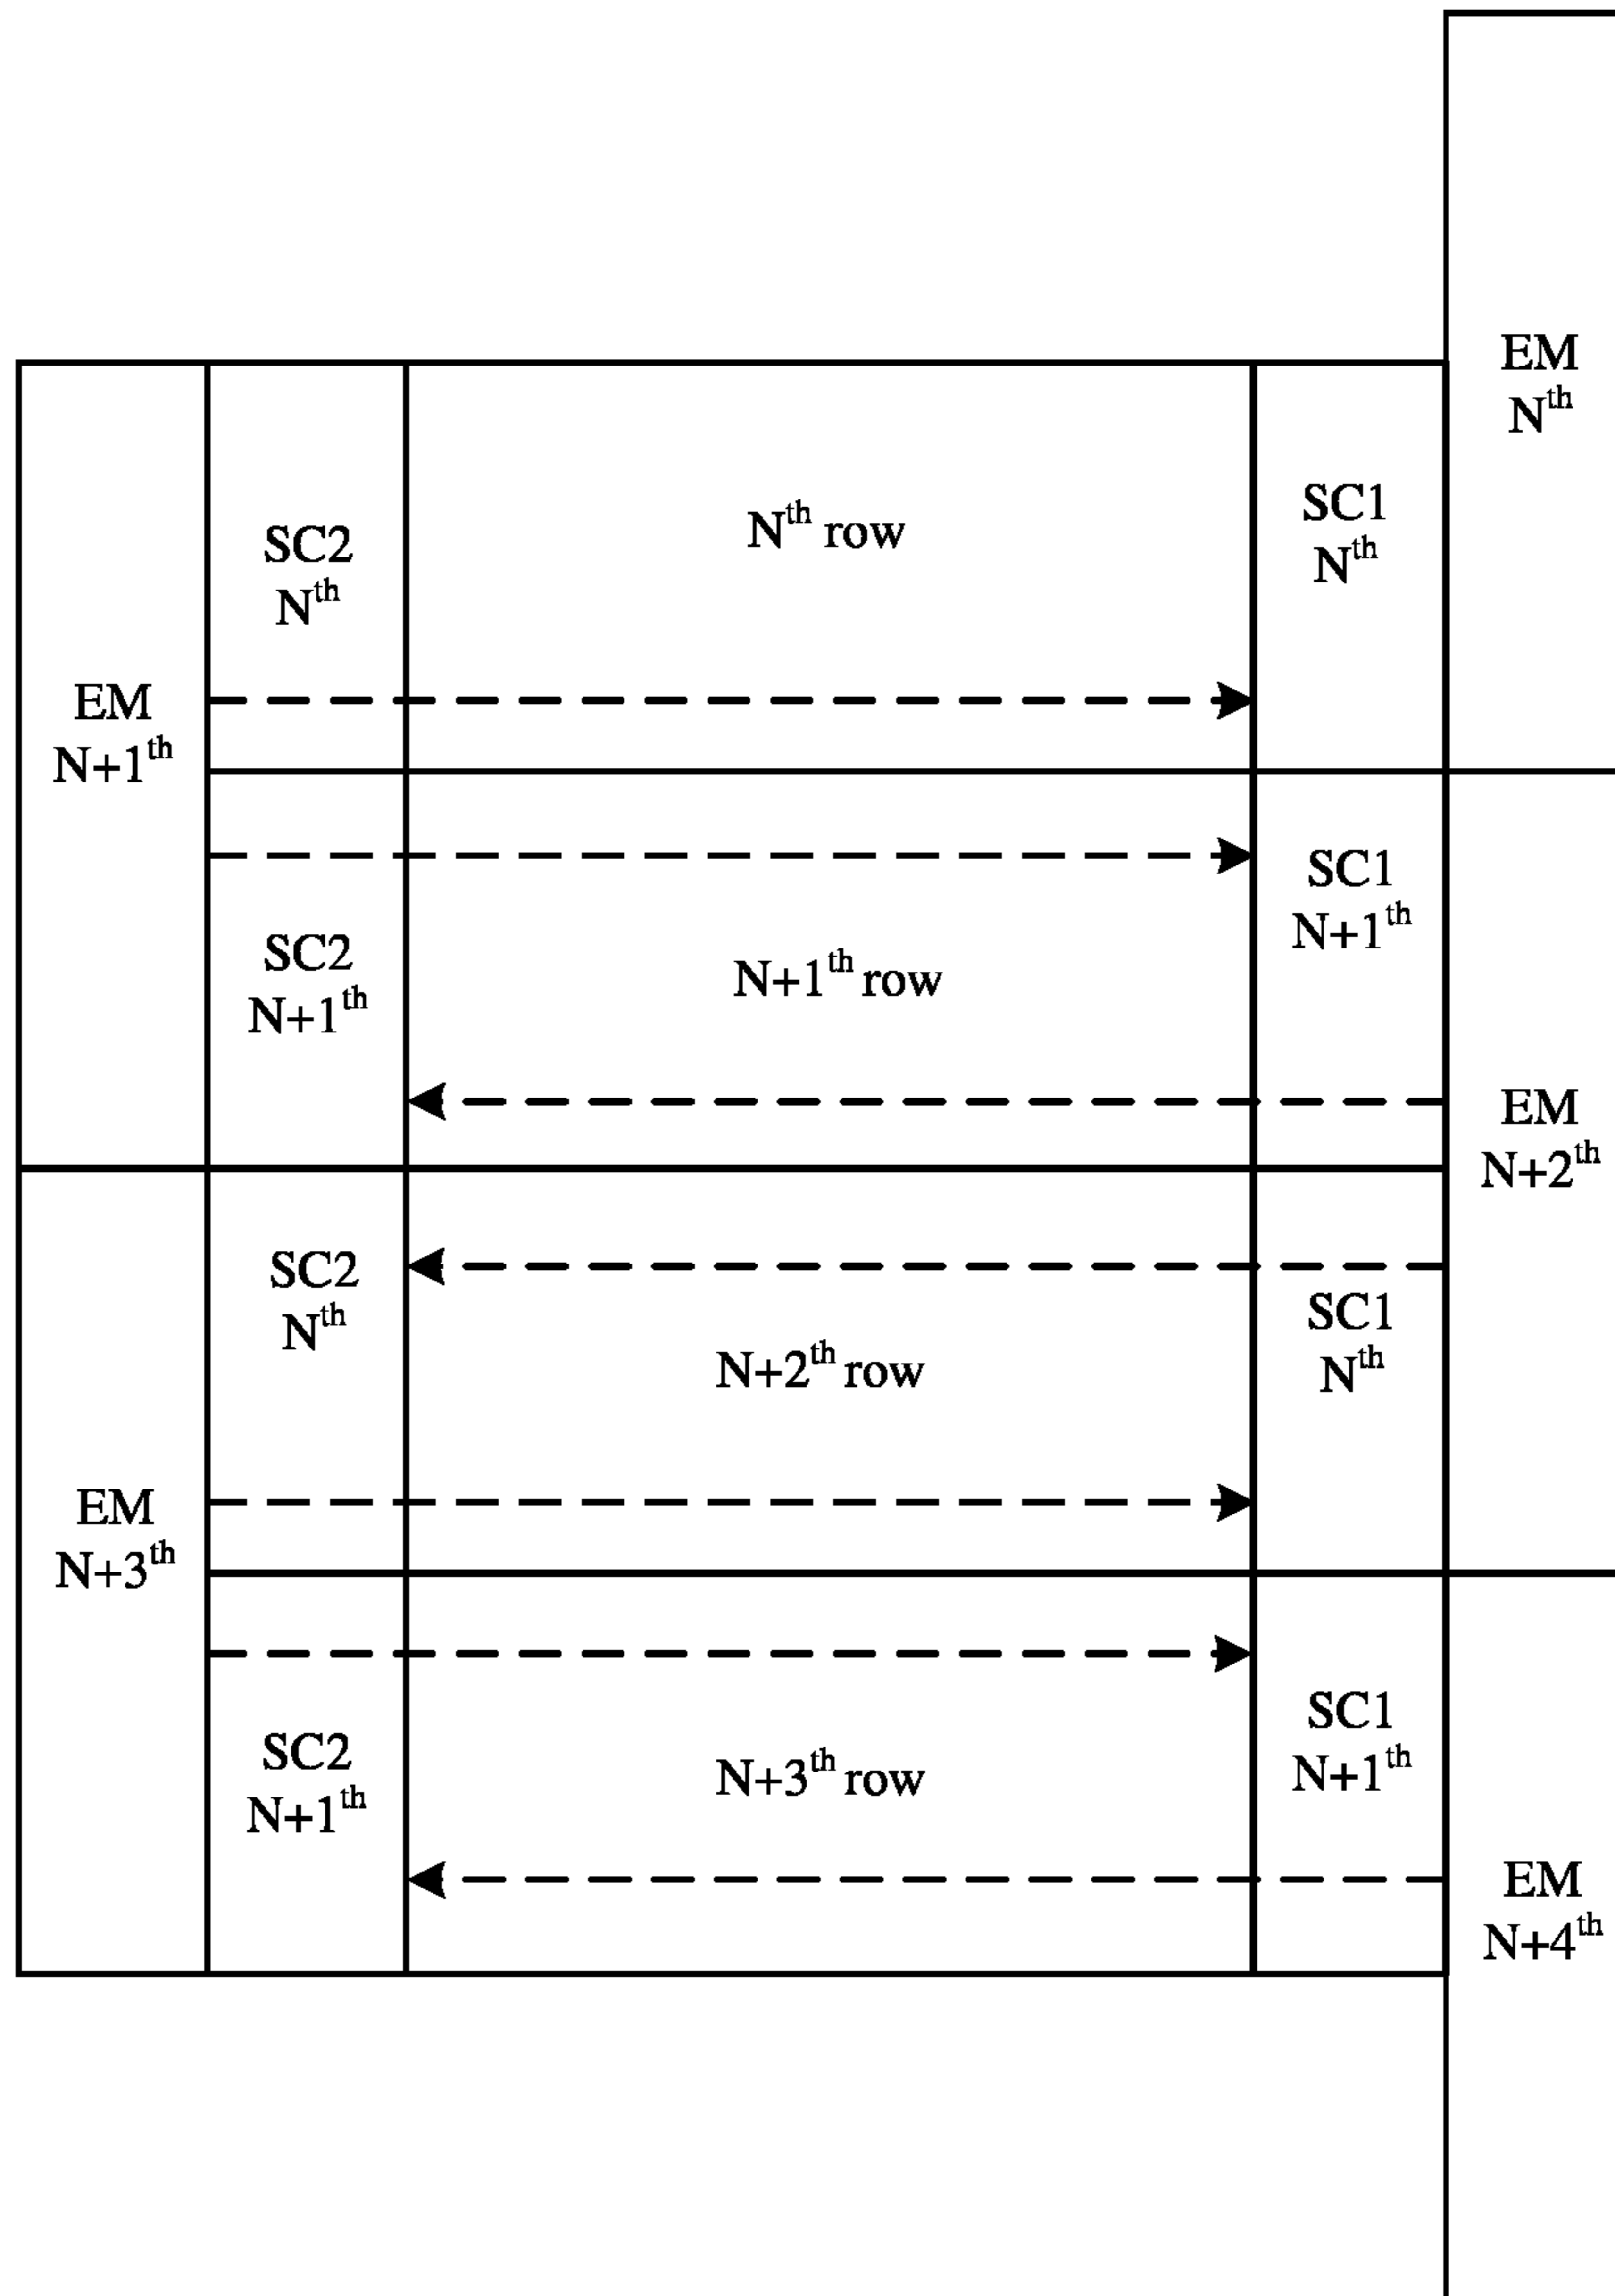 EM
Nᵗʰ
SC2
Nᵗʰ
Nᵗʰ row
SC1
Nᵗʰ
EM
N+1ᵗʰ
SC2
N+1ᵗʰ
N+1ᵗʰ row
SC1
N+1ᵗʰ
EM
N+2ᵗʰ
SC2
Nᵗʰ
N+2ᵗʰ row
SC1
Nᵗʰ
EM
N+3ᵗʰ
SC2
N+1ᵗʰ
N+3ᵗʰ row
SC1
N+1ᵗʰ
EM
N+4ᵗʰ